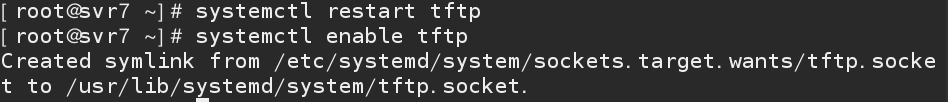 [root@svr7 ~]# systemctl restart tftp
[root@svr7 ~]# systemctl enable tftp
Created symlink from /etc/systemd/system/sockets.target.wants/tftp.socke
t to /usr/lib/systemd/system/tftp.socket.